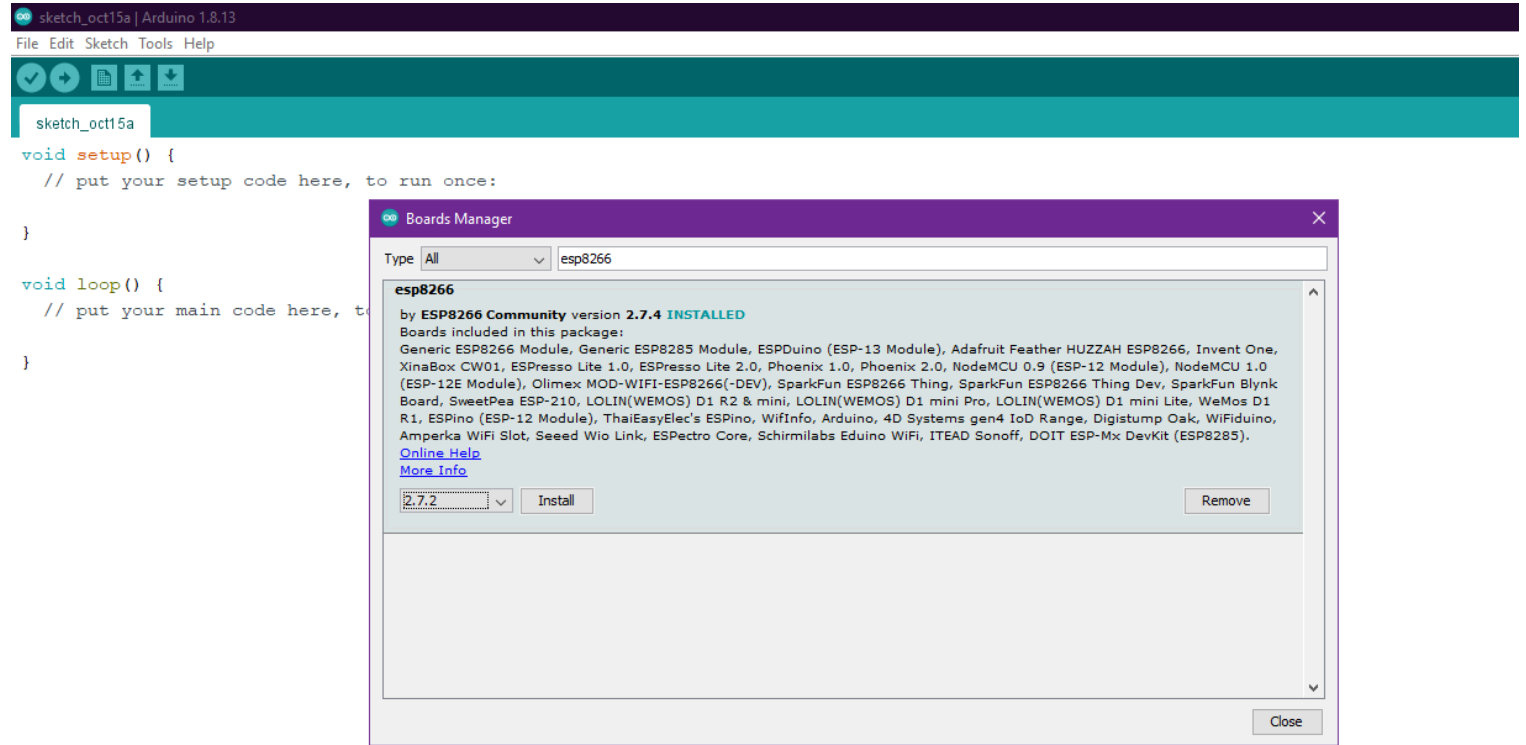 sketch_oct15a | Arduino 1.8.13
File Edit Sketch Tools Help
sketch_oct15a
void setup() {
  // put your setup code here, to run once:
}
void loop() {
  // put your main code here, to
}
Boards Manager
Type All esp8266
esp8266
by ESP8266 Community version 2.7.4 INSTALLED
Boards included in this package:
Generic ESP8266 Module, Generic ESP8285 Module, ESPDuino (ESP-13 Module), Adafruit Feather HUZZAH ESP8266, Invent One,
XinaBox CW01, ESPresso Lite 1.0, ESPresso Lite 2.0, Phoenix 1.0, Phoenix 2.0, NodeMCU 0.9 (ESP-12 Module), NodeMCU 1.0
(ESP-12E Module), Olimex MOD-WIFI-ESP8266(-DEV), SparkFun ESP8266 Thing, SparkFun ESP8266 Thing Dev, SparkFun Blynk
Board, SweetPea ESP-210, LOLIN(WEMOS) D1 R2 & mini, LOLIN(WEMOS) D1 mini Pro, LOLIN(WEMOS) D1 mini Lite, WeMos D1
R1, ESPino (ESP-12 Module), ThaiEasyElec's ESPino, WifInfo, Arduino, 4D Systems gen4 IoD Range, Digistump Oak, WiFiduino,
Amperka WiFi Slot, Seeed Wio Link, ESPectro Core, Schirmilabs Eduino WiFi, ITEAD Sonoff, DOIT ESP-Mx DevKit (ESP8285).
Online Help
More Info
2.7.2 Install Remove
Close